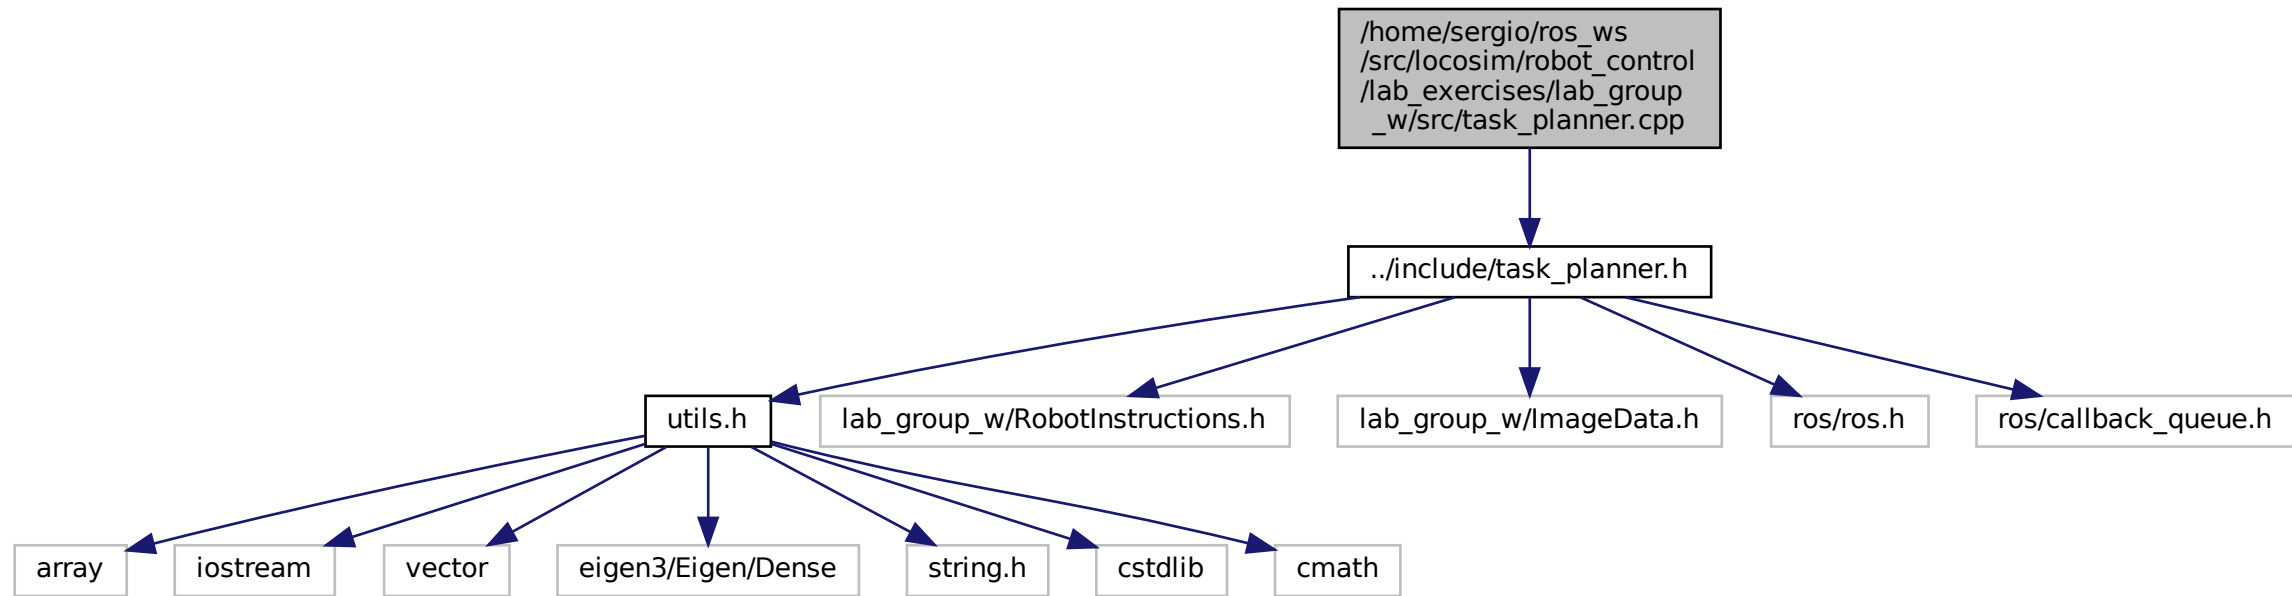 /home/sergio/ros_ws
/src/locosim/robot_control
/lab_exercises/lab_group
_w/src/task_planner.cpp
../include/task_planner.h
utils.h
lab_group_w/RobotInstructions.h
lab_group_w/ImageData.h
ros/ros.h
ros/callback_queue.h
array
iostream
vector
eigen3/Eigen/Dense
string.h
cstdlib
cmath